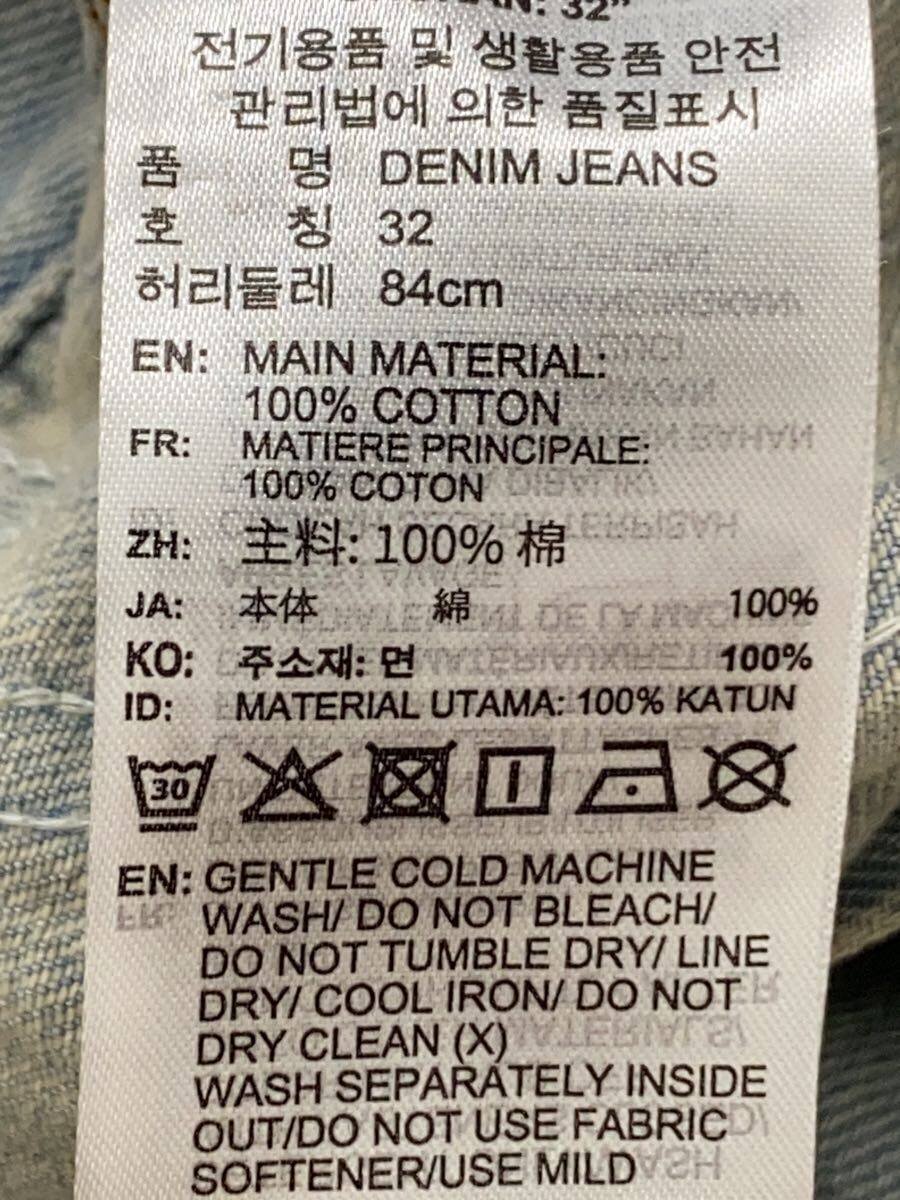 32"
전기용품 및 생활용품 안전
관리법에 의한 품질표시
품 명 DENIM JEANS
호 칭 32
허리둘레 84cm
EN: MAIN MATERIAL:
100% COTTON
FR: MATIERE PRINCIPALE:
100% COTON
ZH: 主料: 100% 棉
JA: 本体 綿 100%
KO: 주소재: 면 100%
ID: MATERIAL UTAMA: 100% KATUN
30
EN: GENTLE COLD MACHINE
WASH/ DO NOT BLEACH/
DO NOT TUMBLE DRY/ LINE
DRY/ COOL IRON/ DO NOT
DRY CLEAN (X)
WASH SEPARATELY INSIDE
OUT/DO NOT USE FABRIC
SOFTENER/USE MILD